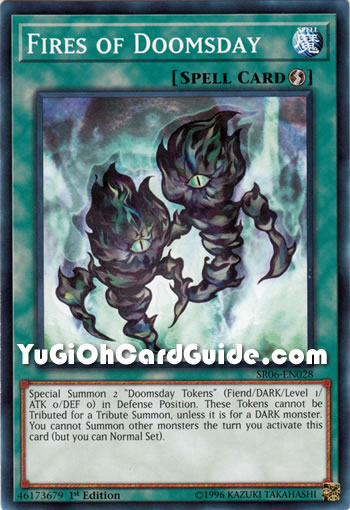 FIRES OF DOOMSDAY
SPELL
魔
[SPELL CARD]
YuGiOhCardGuide.com
SR06-EN028
Special Summon 2 "Doomsday Tokens" (Fiend/DARK/Level 1/
ATK 0/DEF 0) in Defense Position. These Tokens cannot be
Tributed for a Tribute Summon, unless it is for a DARK monster.
You cannot Summon other monsters the turn you activate this
card (but you can Normal Set).
46173679 1st Edition
©1996 KAZUKI TAKAHASHI